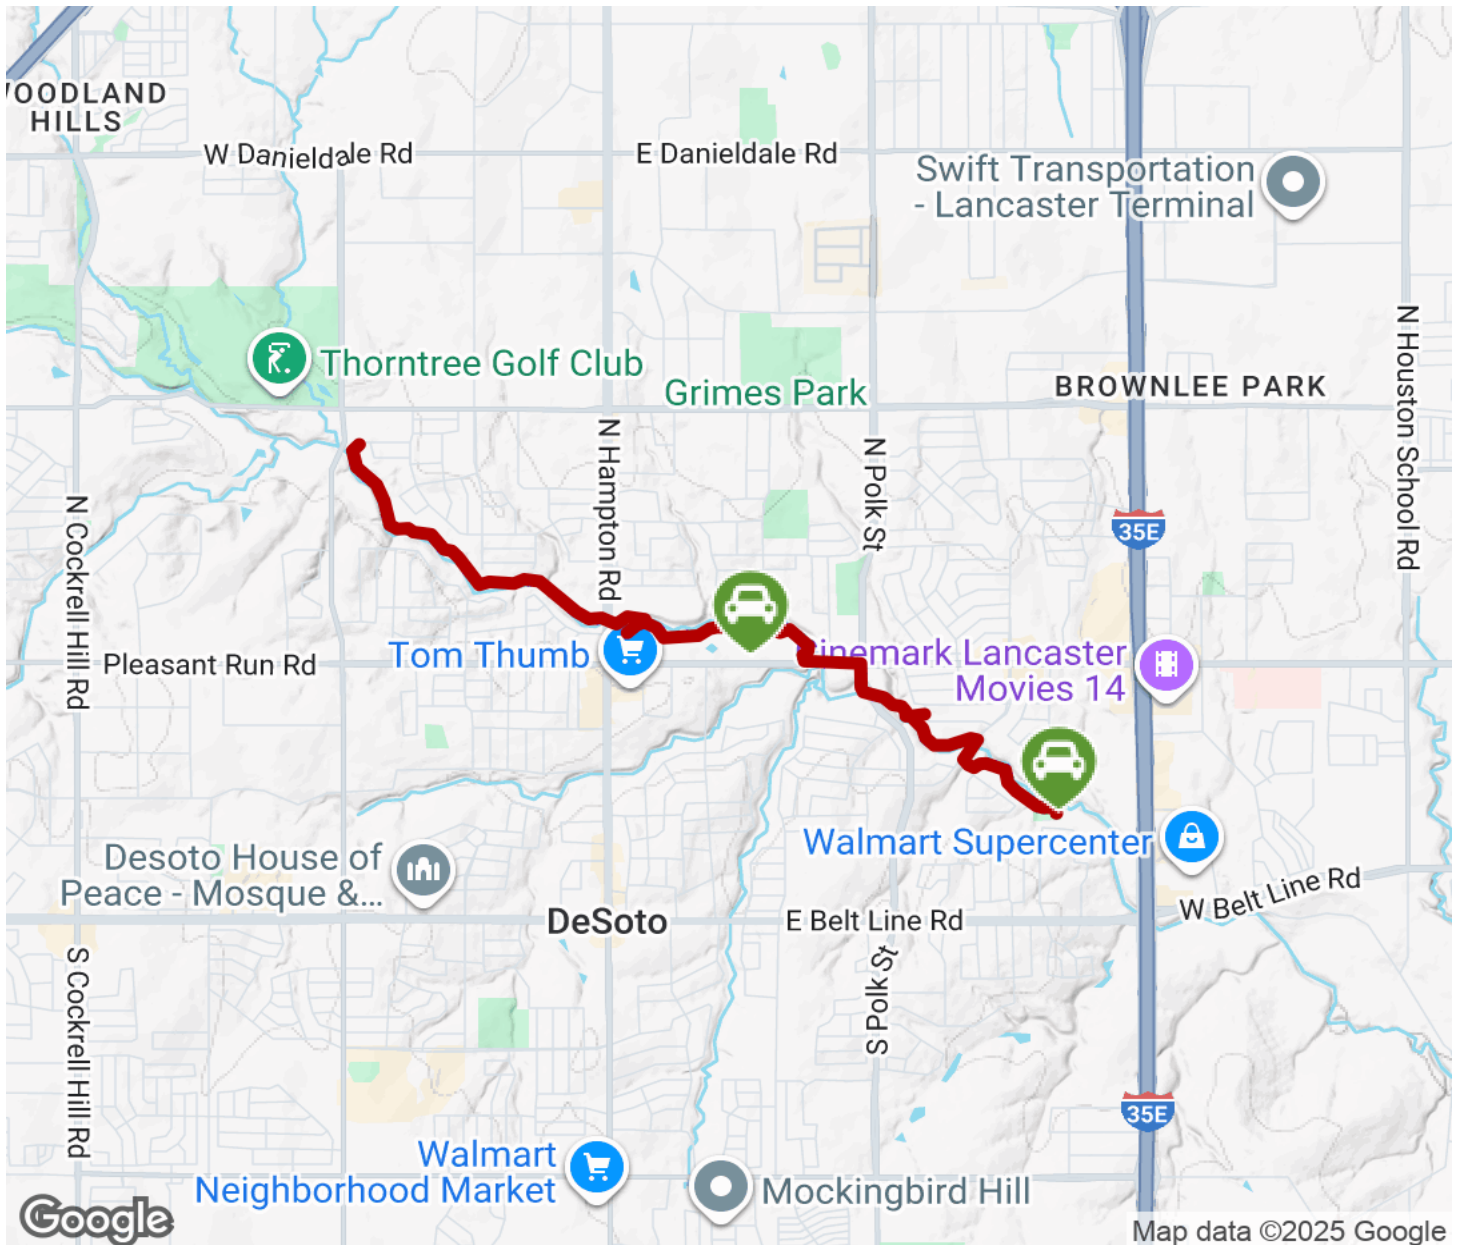 WOODLAND
HILLS
W Danieldale Rd
E Danieldale Rd
Swift Transportation
- Lancaster Terminal
Thorntree Golf Club
Grimes Park
BROWNLEE PARK
N Houston School Rd
N Hampton Rd
N Polk St
N Cockrell Hill Rd
35E
Tom Thumb
Pleasant Run Rd
inemark Lancaster
Movies 14
Walmart Supercenter
Desoto House of
Peace - Mosque &...
W Belt Line Rd
DeSoto
E Belt Line Rd
S Cockrell Hill Rd
S Polk St
35E
Walmart
Neighborhood Market
Mockingbird Hill
Google
Map data ©2025 Google